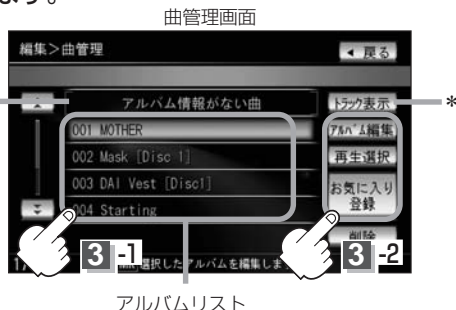 ます。
曲管理画面
編集>曲管理
戻る
アルバム情報がない曲
トラック表示
*
001 MOTHER
アルバム編集
002 Mask [Disc 1]
再生選択
003 DAI Vest [Disc1]
お気に入り
登録
004 Starting
削除
3-1
3-2
選択したアルバムを編集しま
アルバムリスト